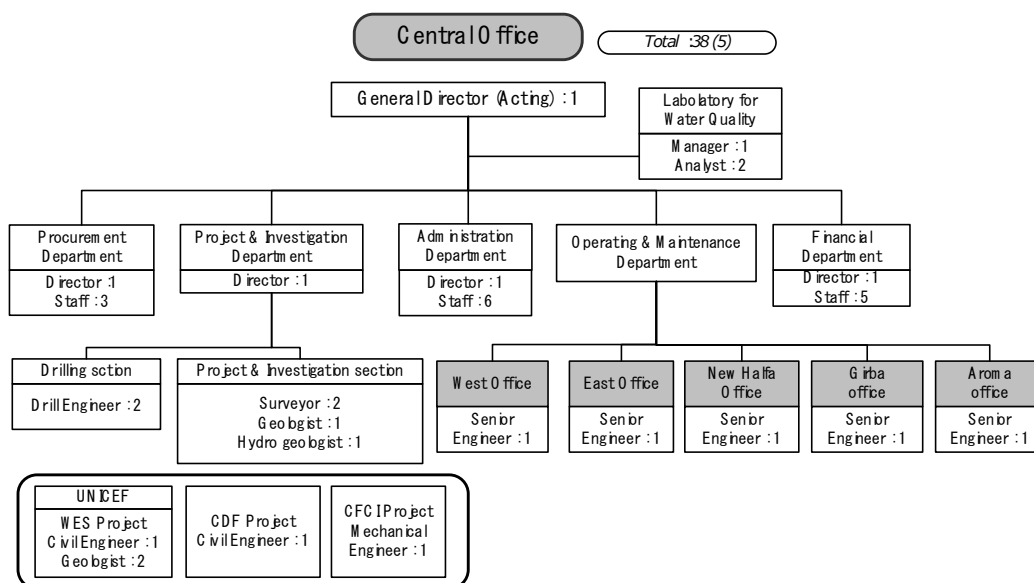 Central Office
Total :38 (5)
General Director (Acting) : 1
Labolatory for
Water Quality
Manager : 1
Analyst : 2
Procurement
Department
Director :1
Staff : 3
Project & Investigation
Department
Director : 1
Administration
Department
Director : 1
Staff : 6
Operating & Maintenance
Department
Financial
Department
Director : 1
Staff : 5
Drilling sction
Drill Engineer : 2
Project & Investigation section
Surveyor : 2
Geologist : 1
Hydro geologist : 1
West Office
Senior
Engineer : 1
East Office
Senior
Engineer : 1
New Halfa
Office
Senior
Engineer : 1
Girba
office
Senior
Engineer : 1
Aroma
office
Senior
Engineer : 1
UNICEF
WES Project
Civil Engineer : 1
Geologist : 2
CDF Project
Civil Engineer : 1
CFCI Project
Mechanical
Engineer : 1